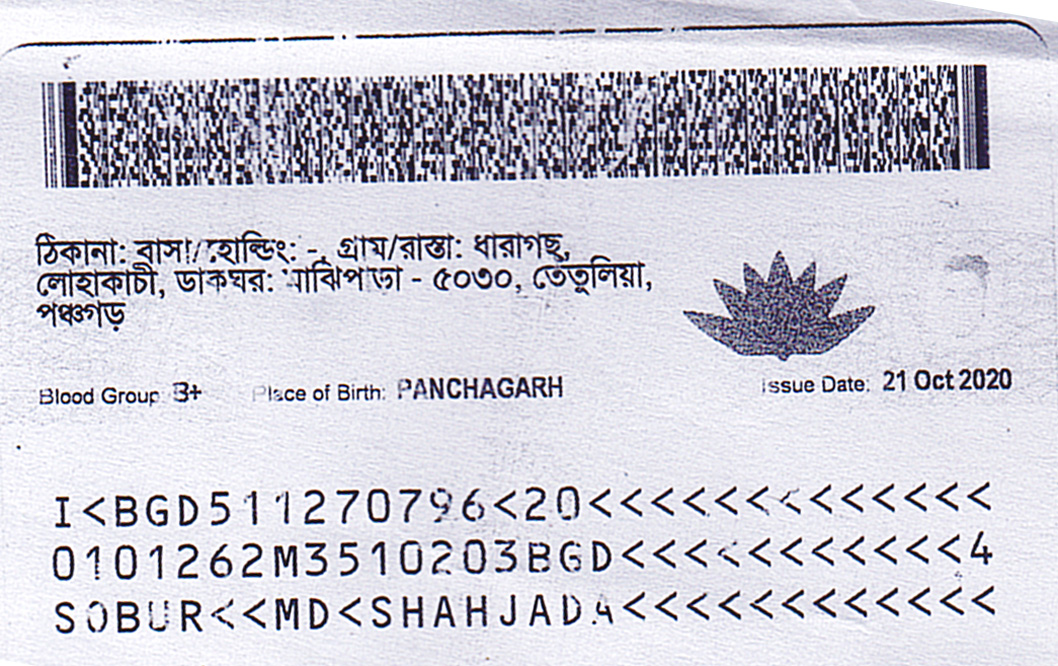 ঠিকানা: বাসা/হোল্ডিং: -, গ্রাম/রাস্তা: ধারাগছ,
লোহাকাচী, ডাকঘর: মাঝিপাড়া - ৫০৩০, তেতুলিয়া,
পঞ্চগড়
Blood Group: B+ Place of Birth: PANCHAGARH Issue Date: 21 Oct 2020
I<BGD511270796<20<<<<<<<<<<<<<
0101262M3510203BGD<<<<<<<<<<<4
SOBUR<<MD<SHAHJADA<<<<<<<<<<<<